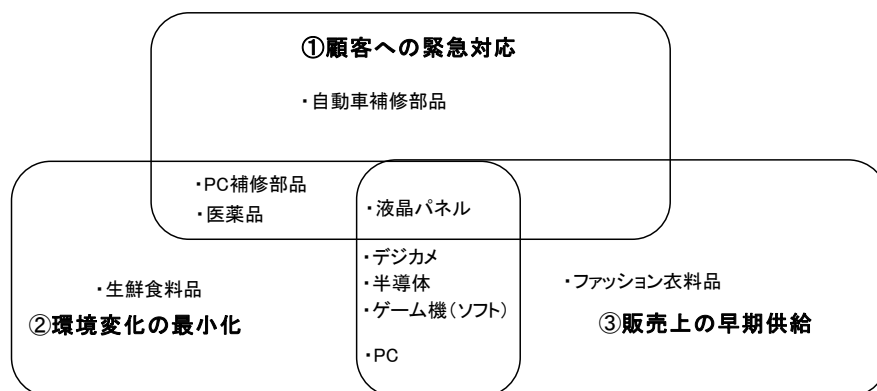 ①顧客への緊急対応
・自動車補修部品
・PC補修部品
・医薬品
・液晶パネル
・デジカメ
・半導体
・ゲーム機(ソフト)
・PC
・生鮮食料品
②環境変化の最小化
・ファッション衣料品
③販売上の早期供給